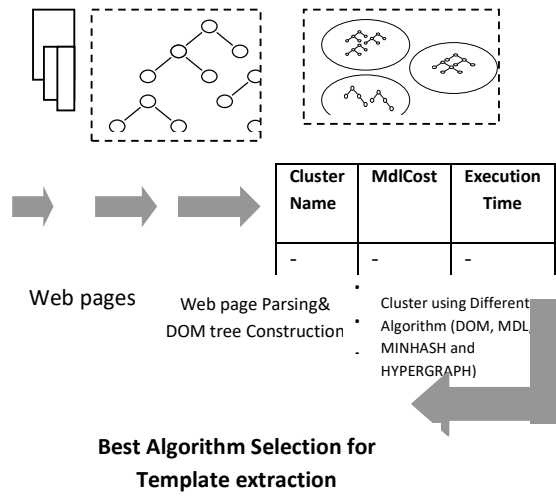 Cluster Name MdlCost Execution Time
- - -
Web pages
Web page Parsing&
DOM tree Construction
Cluster using Different
Algorithm (DOM, MDL,
MINHASH and
HYPERGRAPH)
Best Algorithm Selection for
Template extraction